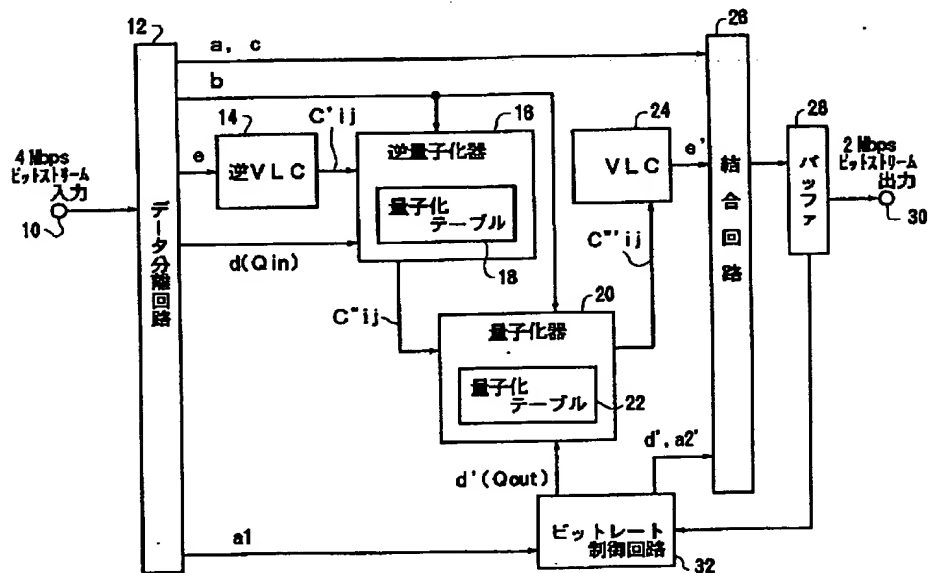 12
26
a, c
b
28
14
C'ij
16
24
4 Mbps
ビットストリーム
入力
10
データ分離回路
e
逆VLC
逆量子化器
量子化
テーブル
18
VLC
e'
結合回路
バッファ
2 Mbps
ビットストリーム
出力
30
d(Qin)
C"ij
C"'ij
20
量子化器
量子化
テーブル
22
d'(Qout)
d', a2'
a1
ビットレート
制御回路
32